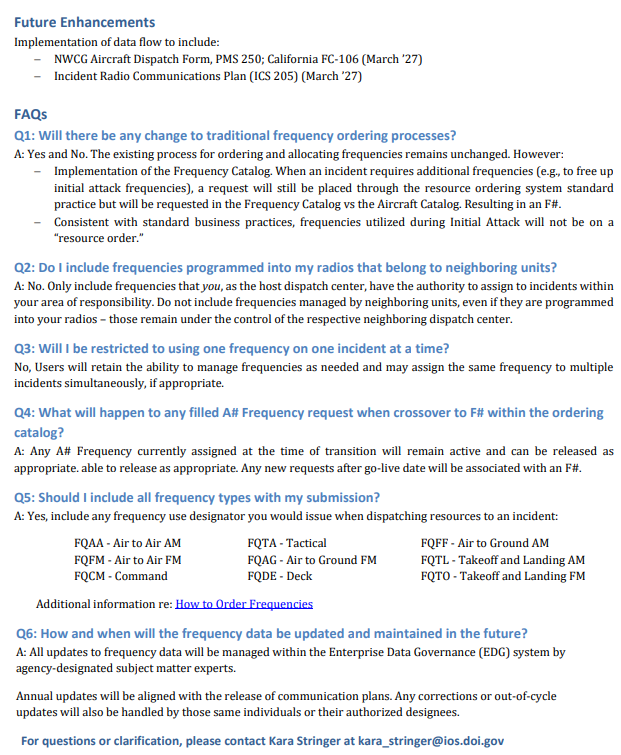 Future Enhancements
Implementation of data flow to include:
– NWCG Aircraft Dispatch Form, PMS 250; California FC-106 (March ’27)
– Incident Radio Communications Plan (ICS 205) (March ’27)
FAQs
Q1: Will there be any change to traditional frequency ordering processes?
A: Yes and No. The existing process for ordering and allocating frequencies remains unchanged. However:
– Implementation of the Frequency Catalog. When an incident requires additional frequencies (e.g., to free up
initial attack frequencies), a request will still be placed through the resource ordering system standard
practice but will be requested in the Frequency Catalog vs the Aircraft Catalog. Resulting in an F#.
– Consistent with standard business practices, frequencies utilized during Initial Attack will not be on a
“resource order.”
Q2: Do I include frequencies programmed into my radios that belong to neighboring units?
A: No. Only include frequencies that you, as the host dispatch center, have the authority to assign to incidents within
your area of responsibility. Do not include frequencies managed by neighboring units, even if they are programmed
into your radios – those remain under the control of the respective neighboring dispatch center.
Q3: Will I be restricted to using one frequency on one incident at a time?
No, Users will retain the ability to manage frequencies as needed and may assign the same frequency to multiple
incidents simultaneously, if appropriate.
Q4: What will happen to any filled A# Frequency request when crossover to F# within the ordering
catalog?
A: Any A# Frequency currently assigned at the time of transition will remain active and can be released as
appropriate. able to release as appropriate. Any new requests after go-live date will be associated with an F#.
Q5: Should I include all frequency types with my submission?
A: Yes, include any frequency use designator you would issue when dispatching resources to an incident:
FQAA - Air to Air AM FQTA - Tactical FQFF - Air to Ground AM
FQFM - Air to Air FM FQAG - Air to Ground FM FQTL - Takeoff and Landing AM
FQCM - Command FQDE - Deck FQTO - Takeoff and Landing FM
Additional information re: How to Order Frequencies
Q6: How and when will the frequency data be updated and maintained in the future?
A: All updates to frequency data will be managed within the Enterprise Data Governance (EDG) system by
agency-designated subject matter experts.
Annual updates will be aligned with the release of communication plans. Any corrections or out-of-cycle
updates will also be handled by those same individuals or their authorized designees.
For questions or clarification, please contact Kara Stringer at kara_stringer@ios.doi.gov